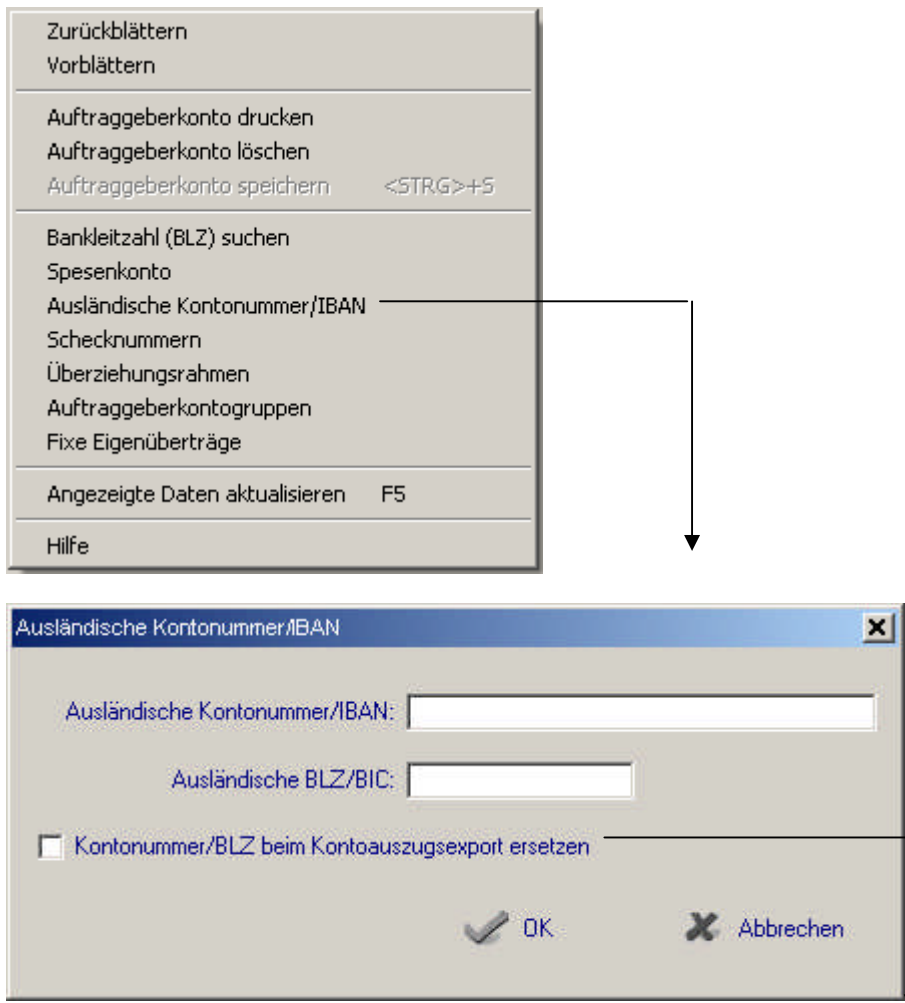 Zurückblättern
Vorblättern
Auftraggeberkonto drucken
Auftraggeberkonto löschen
Auftraggeberkonto speichern <STRG>+S
Bankleitzahl (BLZ) suchen
Spesenkonto
Ausländische Kontonummer/IBAN
Schecknummern
Überziehungsrahmen
Auftraggeberkontogruppen
Fixe Eigenüberträge
Angezeigte Daten aktualisieren F5
Hilfe
Ausländische Kontonummer/IBAN
Ausländische Kontonummer/IBAN:
Ausländische BLZ/BIC:
Kontonummer/BLZ beim Kontoauszugsexport ersetzen
OK Abbrechen